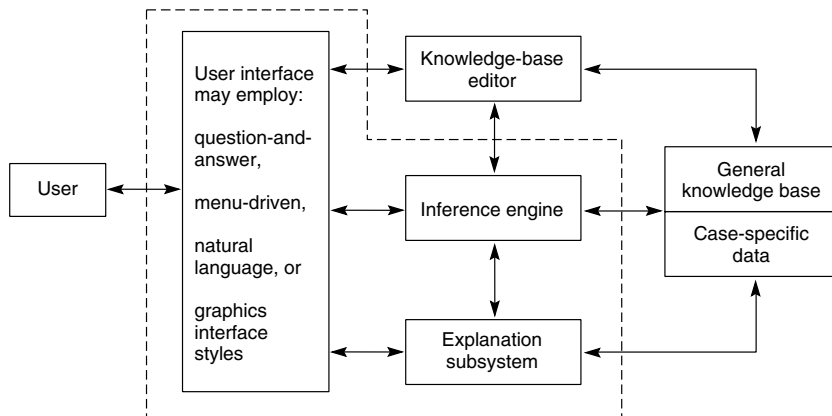 User
User interface
may employ:
question-and-
answer,
menu-driven,
natural
language, or
graphics
interface
styles
Knowledge-base
editor
Inference engine
Explanation
subsystem
General
knowledge base
Case-specific
data